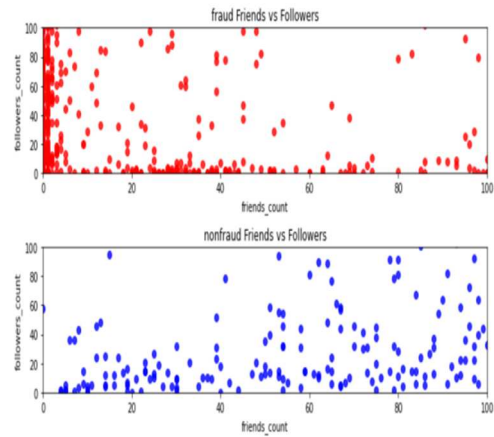 fraud Friends vs Followers
100
80
60
40
20
0
followers_count
0 20 40 60 80 100
friends_count
nonfraud Friends vs Followers
100
80
60
40
20
0
followers_count
0 20 40 60 80 100
friends_count